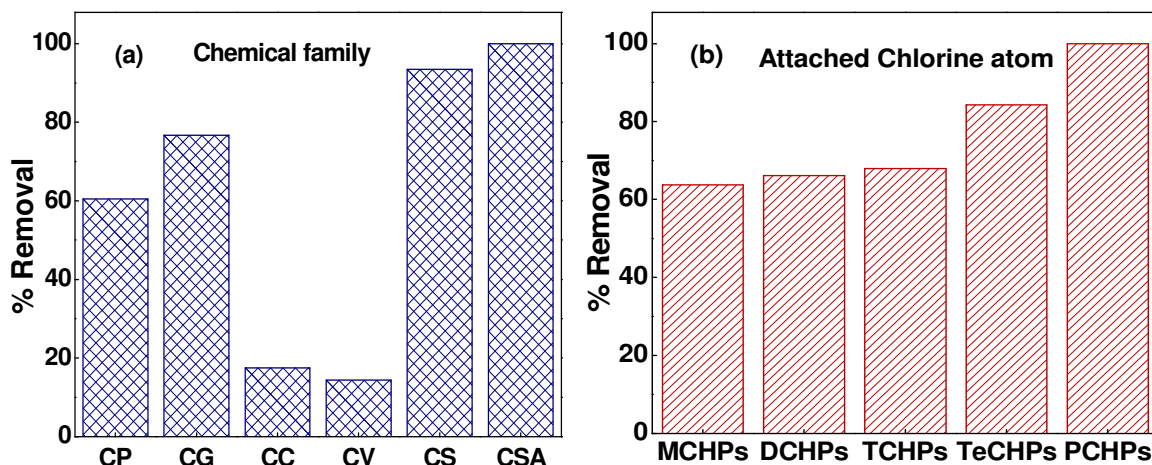 (a) Chemical family
% Removal
100
80
60
40
20
0
CP CG CC CV CS CSA
(b) Attached Chlorine atom
% Removal
100
80
60
40
20
0
MCHPs DCHPs TCHPs TeCHPs PCHPs